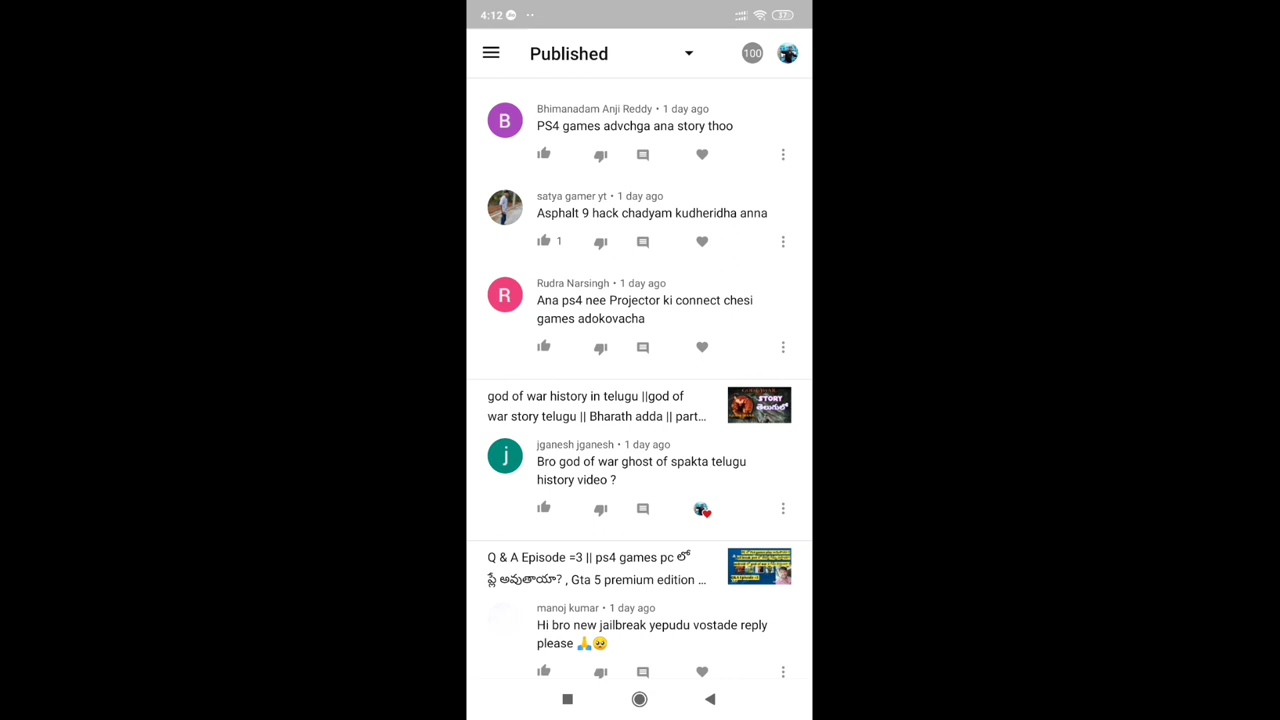 4:12
37
Published
100
Bhimanadam Anji Reddy • 1 day ago
B
PS4 games advchga ana story thoo
satya gamer yt • 1 day ago
Asphalt 9 hack chadyam kudheridha anna
1
Rudra Narsingh • 1 day ago
R
Ana ps4 nee Projector ki connect chesi
games adokovacha
god of war history in telugu ||god of
war story telugu || Bharath adda || part...
STORY
తెలుగులో
jganesh jganesh • 1 day ago
j
Bro god of war ghost of spakta telugu
history video ?
Q & A Episode =3 || ps4 games pc లో
ప్లే అవుతాయా? , Gta 5 premium edition ...
manoj kumar • 1 day ago
Hi bro new jailbreak yepudu vostade reply
please 🙏🥺